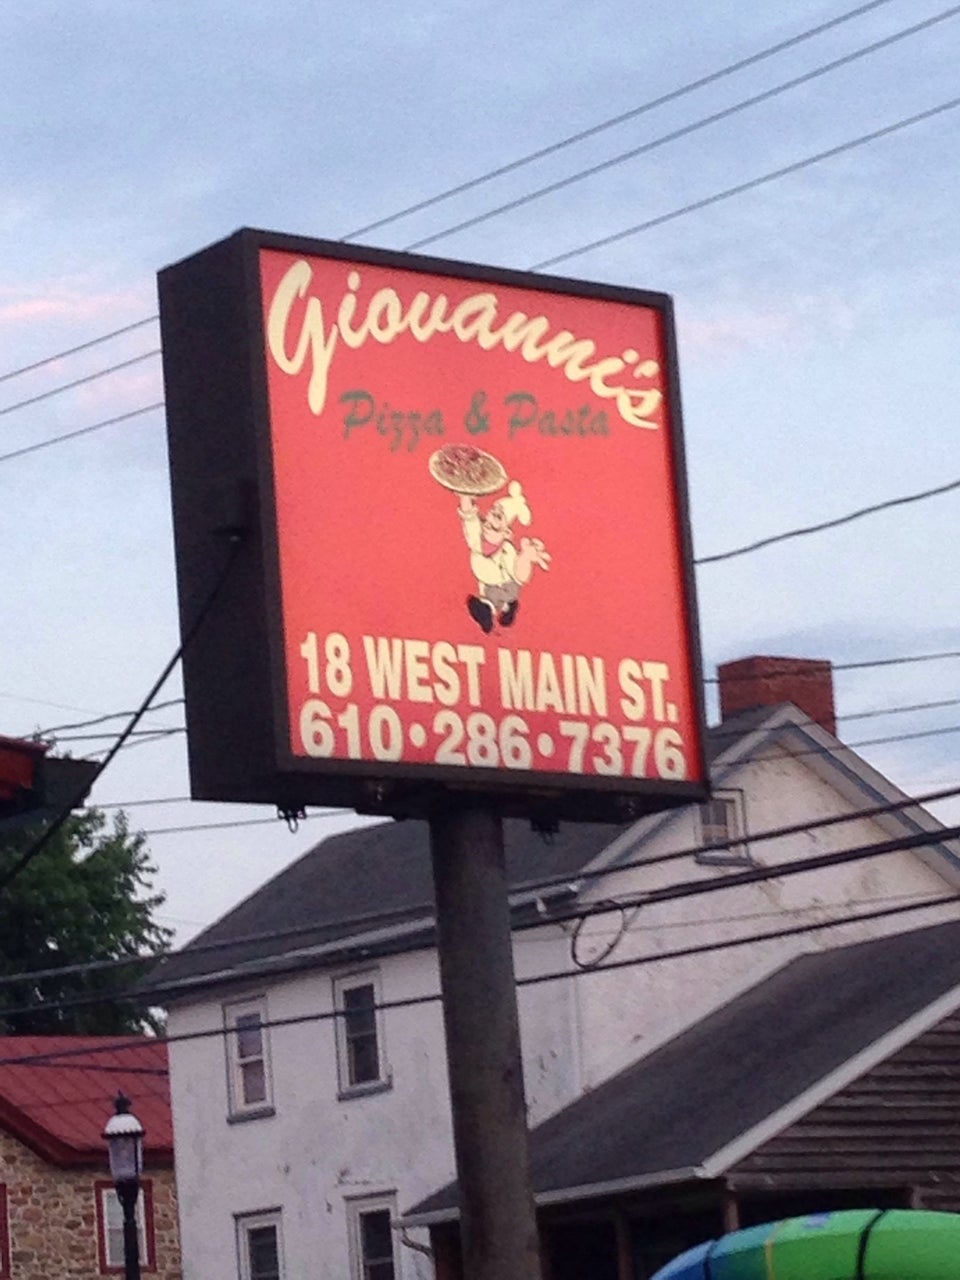 Giovanni's
Pizza & Pasta
18 WEST MAIN ST.
610•286•7376